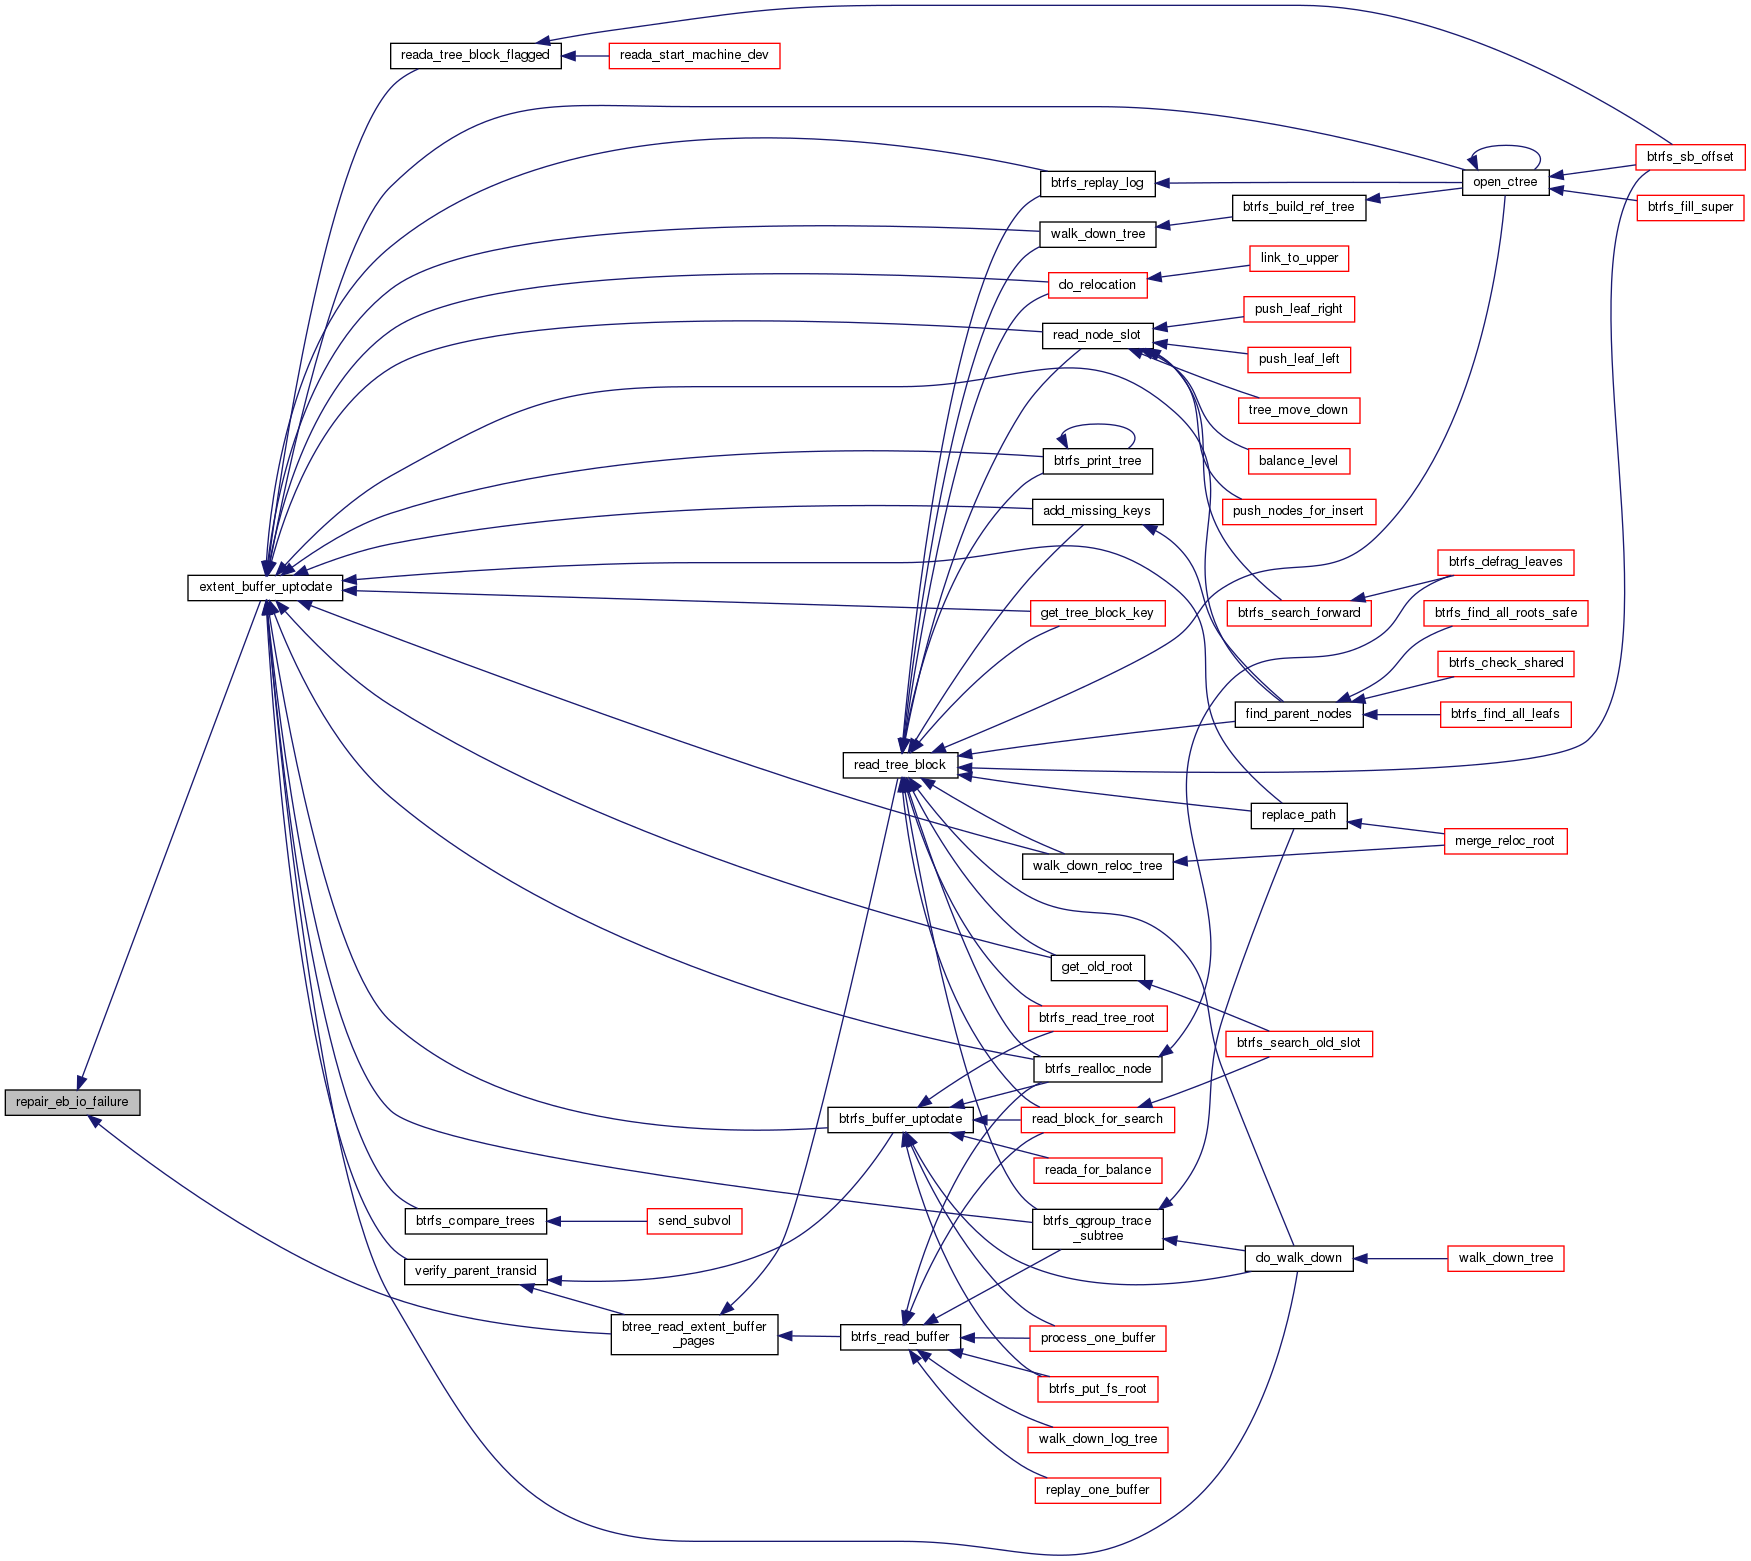 reada_tree_block_flagged
reada_start_machine_dev
btrfs_sb_offset
btrfs_replay_log
open_ctree
btrfs_build_ref_tree
btrfs_fill_super
walk_down_tree
link_to_upper
do_relocation
push_leaf_right
read_node_slot
push_leaf_left
tree_move_down
btrfs_print_tree
balance_level
add_missing_keys
push_nodes_for_insert
btrfs_defrag_leaves
extent_buffer_uptodate
get_tree_block_key
btrfs_search_forward
btrfs_find_all_roots_safe
btrfs_check_shared
find_parent_nodes
btrfs_find_all_leafs
read_tree_block
replace_path
merge_reloc_root
walk_down_reloc_tree
get_old_root
btrfs_read_tree_root
btrfs_search_old_slot
btrfs_realloc_node
repair_eb_io_failure
btrfs_buffer_uptodate
read_block_for_search
reada_for_balance
btrfs_compare_trees
send_subvol
btrfs_qgroup_trace
_subtree
do_walk_down
walk_down_tree
verify_parent_transid
btree_read_extent_buffer
_pages
btrfs_read_buffer
process_one_buffer
btrfs_put_fs_root
walk_down_log_tree
replay_one_buffer